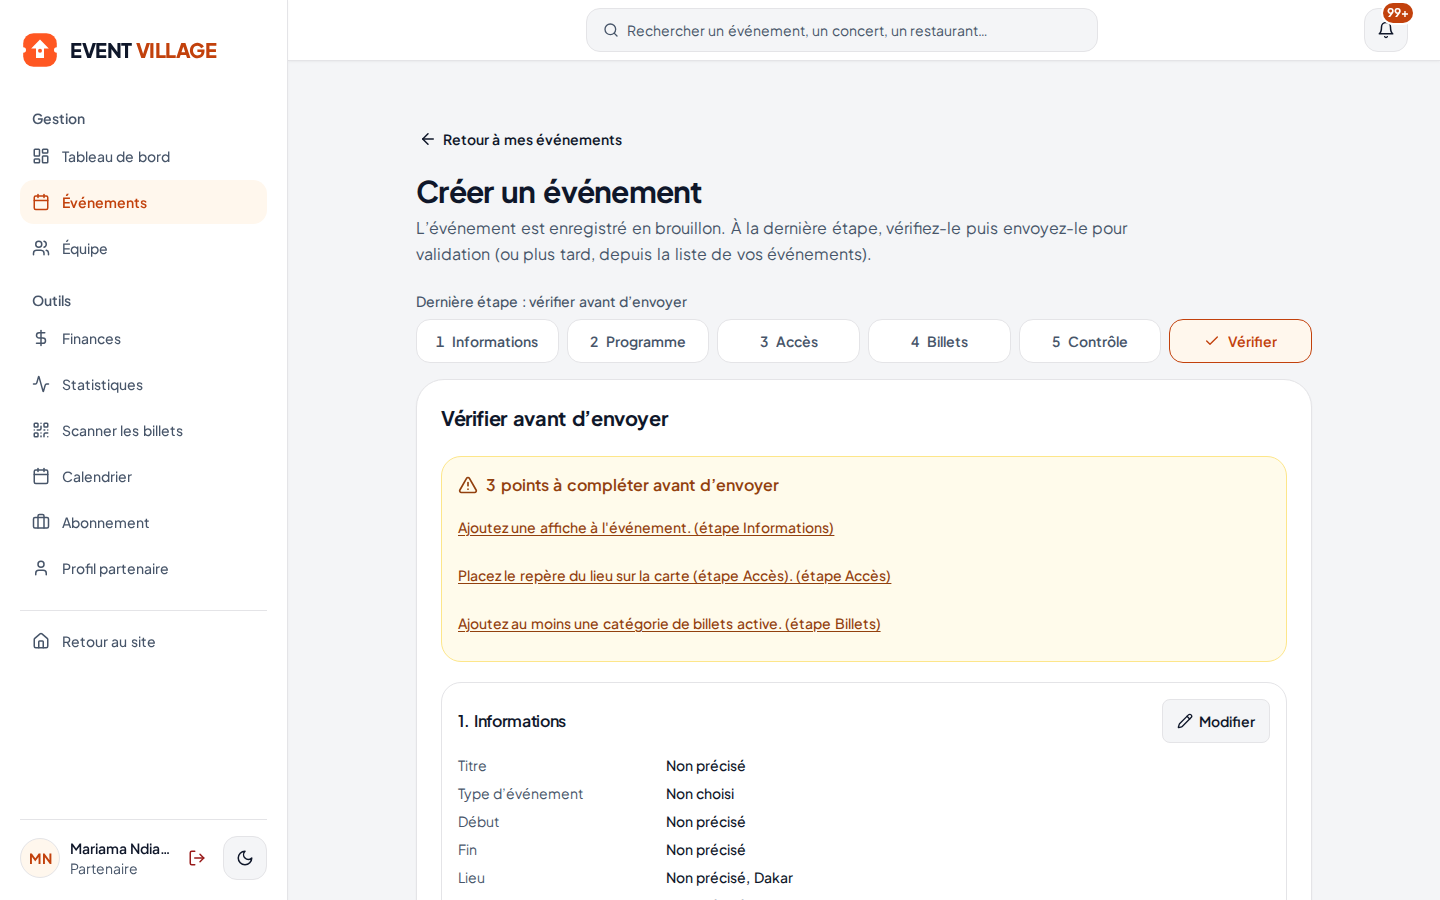 EVENT VILLAGE
Rechercher un événement, un concert, un restaurant...
99+
Gestion
Tableau de bord
Événements
Équipe
Outils
Finances
Statistiques
Scanner les billets
Calendrier
Abonnement
Profil partenaire
Retour au site
MN
Mariama Ndia...
Partenaire
Retour à mes événements
Créer un événement
L’événement est enregistré en brouillon. À la dernière étape, vérifiez-le puis envoyez-le pour
validation (ou plus tard, depuis la liste de vos événements).
Dernière étape : vérifier avant d’envoyer
1 Informations
2 Programme
3 Accès
4 Billets
5 Contrôle
Vérifier
Vérifier avant d’envoyer
3 points à compléter avant d’envoyer
Ajoutez une affiche à l'événement. (étape Informations)
Placez le repère du lieu sur la carte (étape Accès). (étape Accès)
Ajoutez au moins une catégorie de billets active. (étape Billets)
1. Informations
Modifier
Titre Non précisé
Type d’événement Non choisi
Début Non précisé
Fin Non précisé
Lieu Non précisé, Dakar